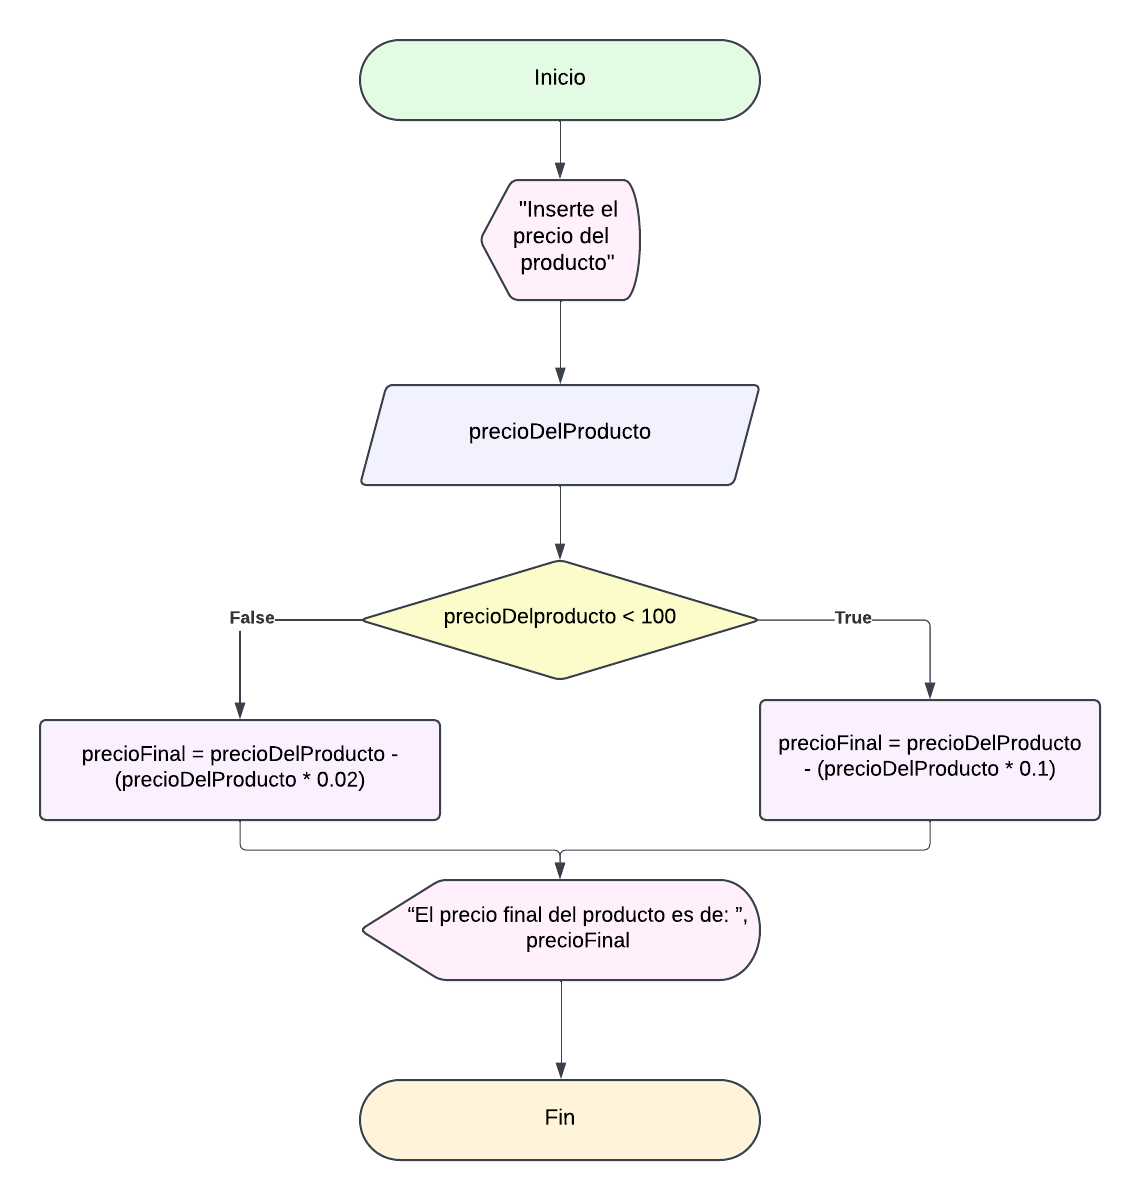 Inicio
"Inserte el
precio del
producto"
precioDelProducto
precioDelproducto < 100
False
True
precioFinal = precioDelProducto -
(precioDelProducto * 0.02)
precioFinal = precioDelProducto
- (precioDelProducto * 0.1)
“El precio final del producto es de: ”,
precioFinal
Fin